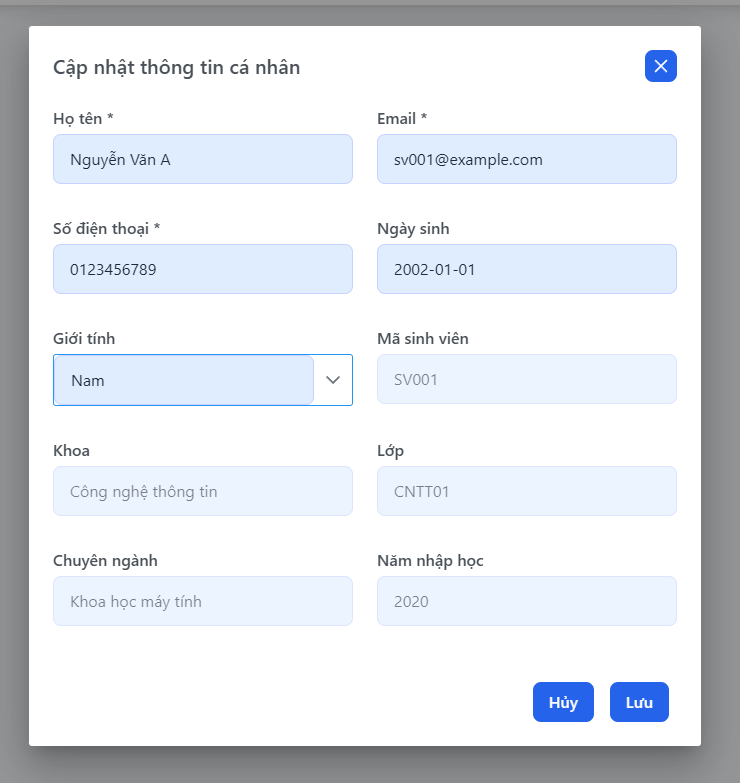 Cập nhật thông tin cá nhân
Họ tên *
Email *
Nguyễn Văn A
sv001@example.com
Số điện thoại *
Ngày sinh
0123456789
2002-01-01
Giới tính
Mã sinh viên
Nam
SV001
Khoa
Lớp
Công nghệ thông tin
CNTT01
Chuyên ngành
Năm nhập học
Khoa học máy tính
2020
Hủy
Lưu